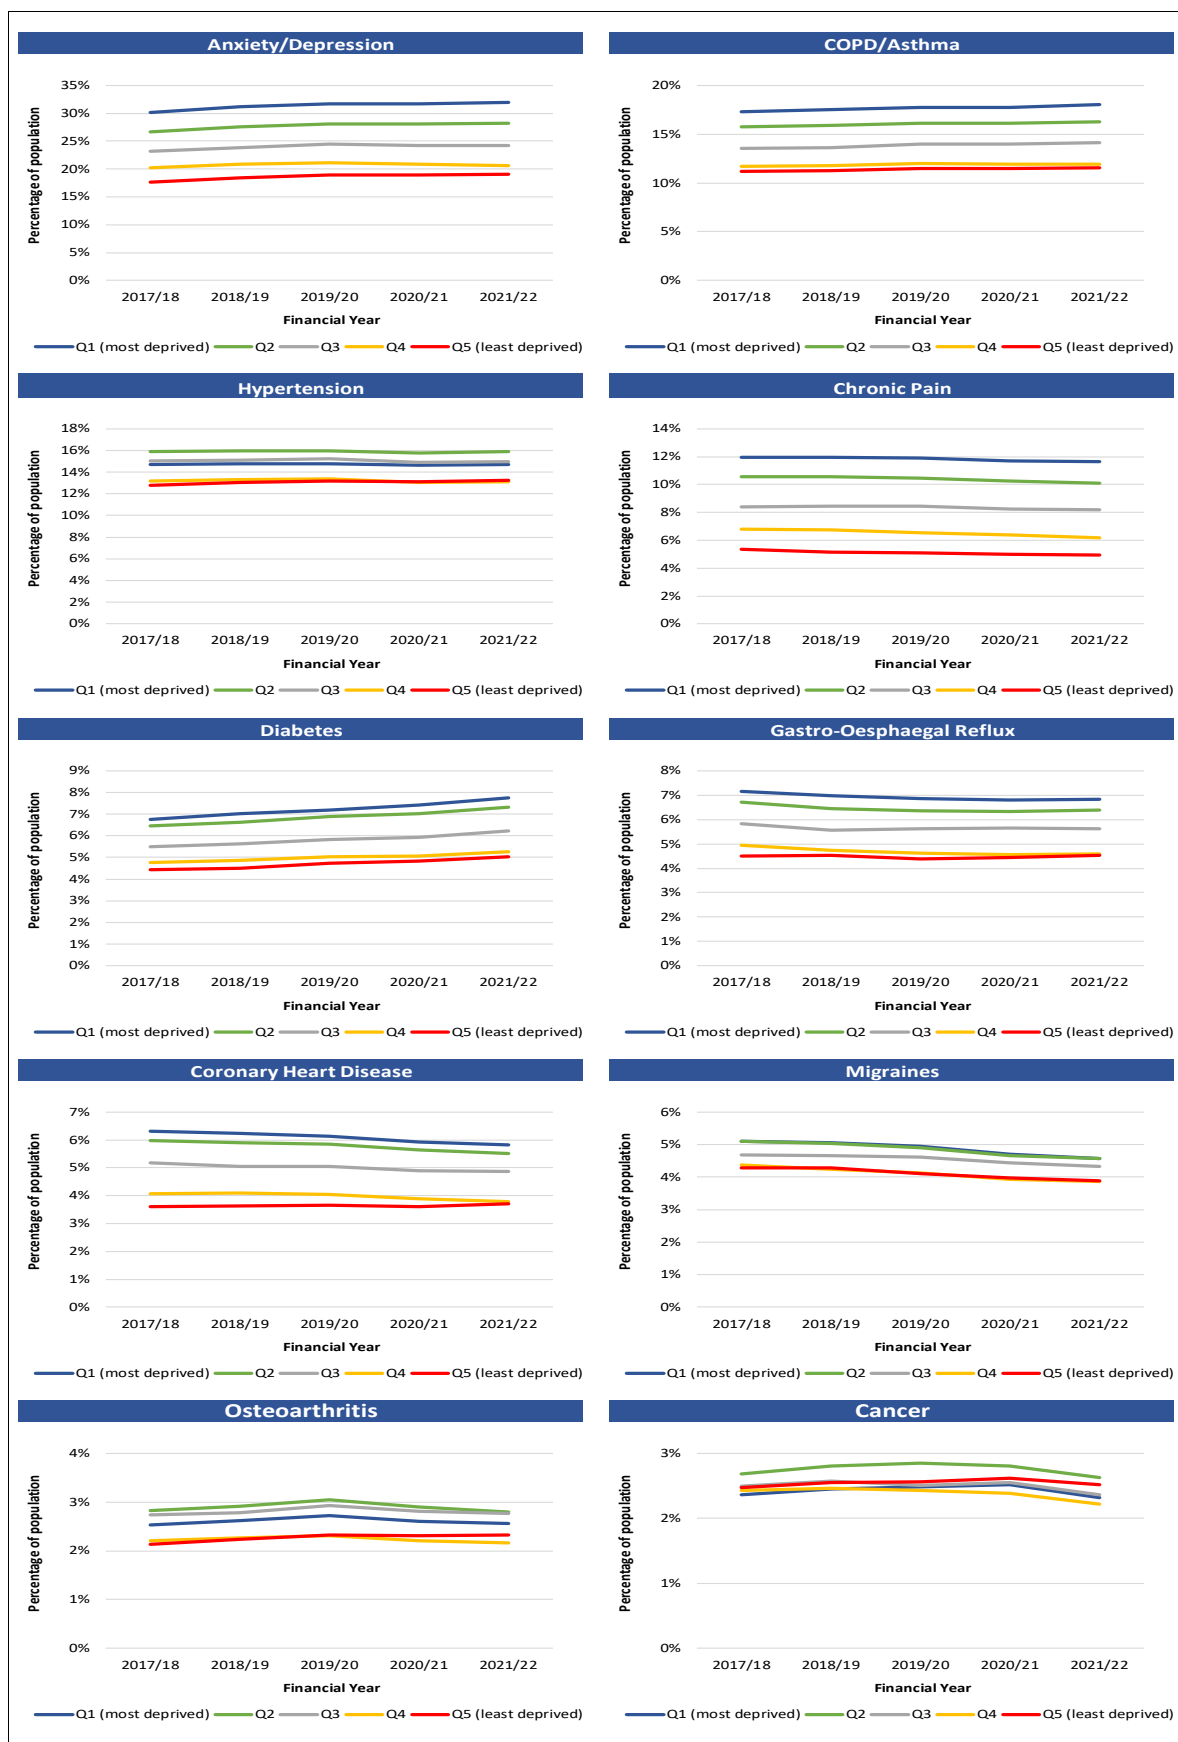 Anxiety/Depression
Percentage of population
35%
30%
25%
20%
15%
10%
5%
0%
2017/18 2018/19 2019/20 2020/21 2021/22
Financial Year
Q1 (most deprived) Q2 Q3 Q4 Q5 (least deprived)
COPD/Asthma
Percentage of population
20%
15%
10%
5%
0%
2017/18 2018/19 2019/20 2020/21 2021/22
Financial Year
Q1 (most deprived) Q2 Q3 Q4 Q5 (least deprived)
Hypertension
Percentage of population
18%
16%
14%
12%
10%
8%
6%
4%
2%
0%
2017/18 2018/19 2019/20 2020/21 2021/22
Financial Year
Q1 (most deprived) Q2 Q3 Q4 Q5 (least deprived)
Chronic Pain
Percentage of population
14%
12%
10%
8%
6%
4%
2%
0%
2017/18 2018/19 2019/20 2020/21 2021/22
Financial Year
Q1 (most deprived) Q2 Q3 Q4 Q5 (least deprived)
Diabetes
Percentage of population
9%
8%
7%
6%
5%
4%
3%
2%
1%
0%
2017/18 2018/19 2019/20 2020/21 2021/22
Financial Year
Q1 (most deprived) Q2 Q3 Q4 Q5 (least deprived)
Gastro-Oesphaegal Reflux
Percentage of population
8%
7%
6%
5%
4%
3%
2%
1%
0%
2017/18 2018/19 2019/20 2020/21 2021/22
Financial Year
Q1 (most deprived) Q2 Q3 Q4 Q5 (least deprived)
Coronary Heart Disease
Percentage of population
7%
6%
5%
4%
3%
2%
1%
0%
2017/18 2018/19 2019/20 2020/21 2021/22
Financial Year
Q1 (most deprived) Q2 Q3 Q4 Q5 (least deprived)
Migraines
Percentage of population
6%
5%
4%
3%
2%
1%
0%
2017/18 2018/19 2019/20 2020/21 2021/22
Financial Year
Q1 (most deprived) Q2 Q3 Q4 Q5 (least deprived)
Osteoarthritis
Percentage of population
4%
3%
2%
1%
0%
2017/18 2018/19 2019/20 2020/21 2021/22
Financial Year
Q1 (most deprived) Q2 Q3 Q4 Q5 (least deprived)
Cancer
Percentage of population
3%
2%
1%
0%
2017/18 2018/19 2019/20 2020/21 2021/22
Financial Year
Q1 (most deprived) Q2 Q3 Q4 Q5 (least deprived)